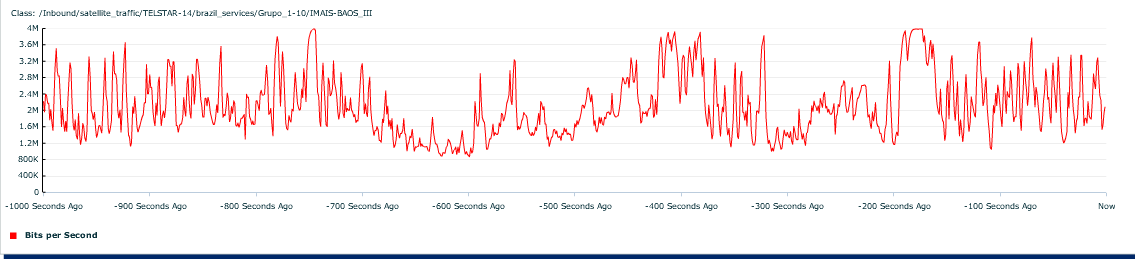 Class: /Inbound/satellite_traffic/TELSTAR-14/brazil_services/Grupo_1-10/IMAIS-BAOS_III
4M
3.6M
3.2M
2.8M
2.4M
2M
1.6M
1.2M
800K
400K
0
-1000 Seconds Ago -900 Seconds Ago -800 Seconds Ago -700 Seconds Ago -600 Seconds Ago -500 Seconds Ago -400 Seconds Ago -300 Seconds Ago -200 Seconds Ago -100 Seconds Ago Now
Bits per Second